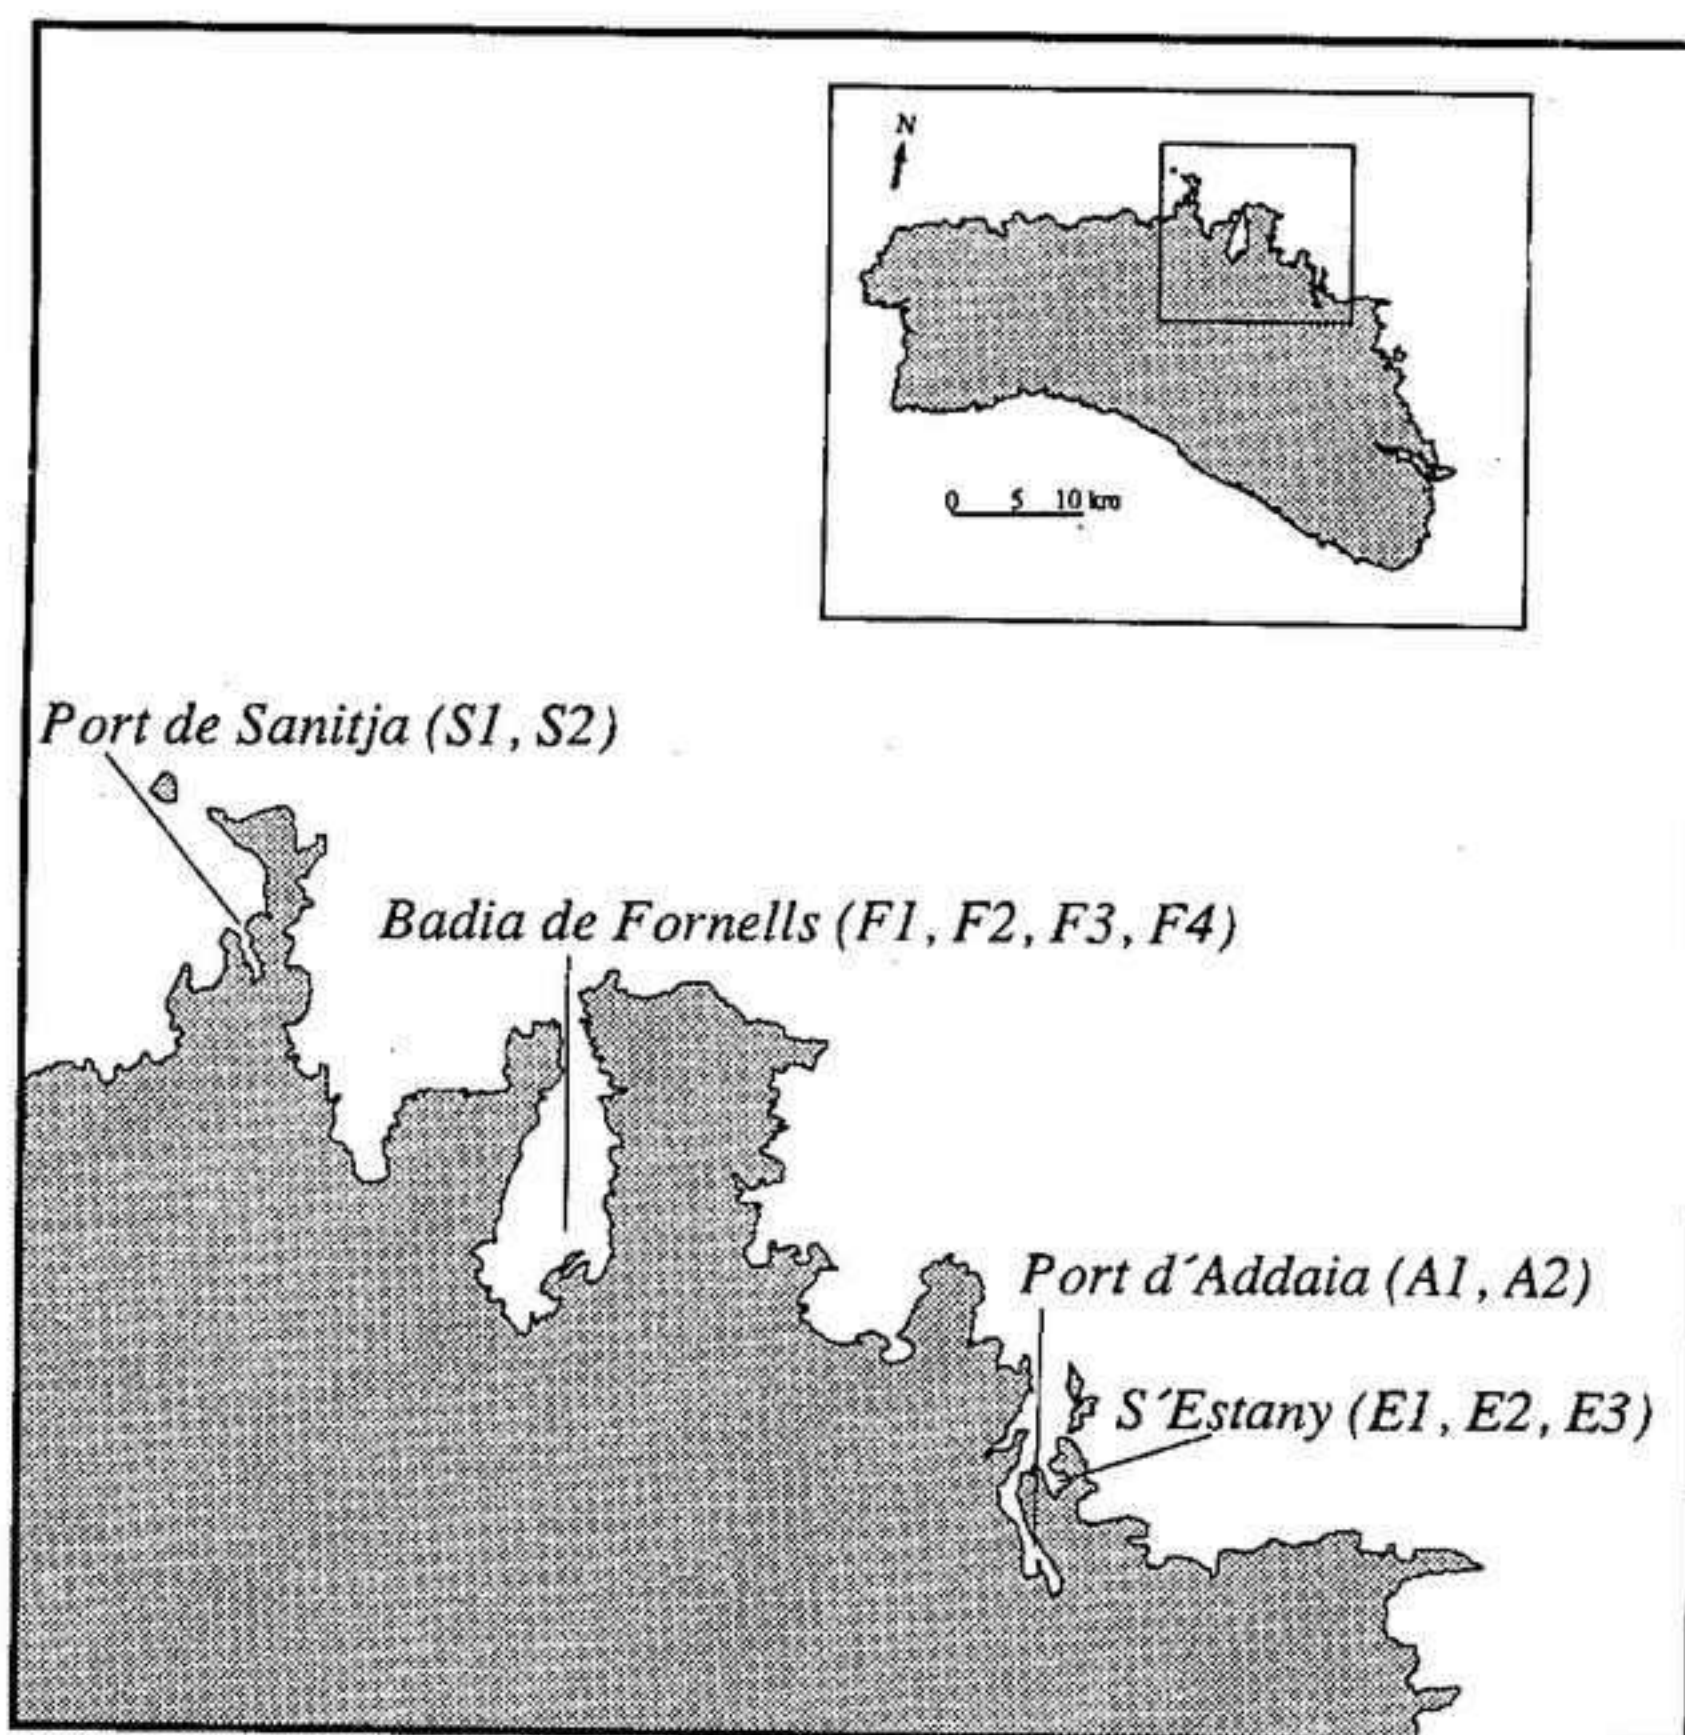 N
0 5 10 km
Port de Sanitja (S1, S2)
Badia de Fornells (F1, F2, F3, F4)
Port d´Addaia (A1, A2)
S´Estany (E1, E2, E3)